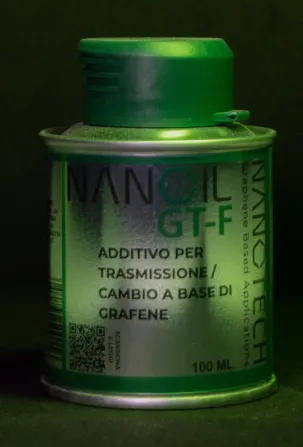 NANOIL
GT-F
ADDITIVO PER
TRASMISSIONE /
CAMBIO A BASE DI
GRAFENE
100 ML
NANOTECH
Graphene Based Applications